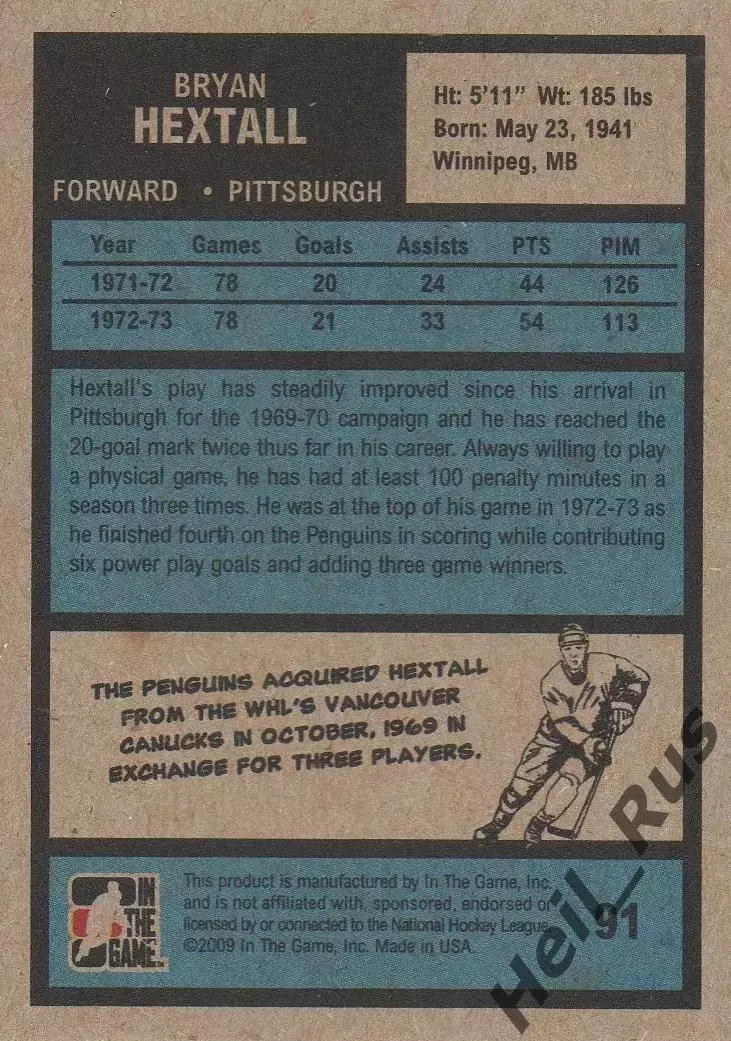 BRYAN
HEXTALL
FORWARD • PITTSBURGH
Ht: 5'11" Wt: 185 lbs
Born: May 23, 1941
Winnipeg, MB
Year Games Goals Assists PTS PIM
1971-72 78 20 24 44 126
1972-73 78 21 33 54 113
Hextall's play has steadily improved since his arrival in
Pittsburgh for the 1969-70 campaign and he has reached the
20-goal mark twice thus far in his career. Always willing to play
a physical game, he has had at least 100 penalty minutes in a
season three times. He was at the top of his game in 1972-73 as
he finished fourth on the Penguins in scoring while contributing
six power play goals and adding three game winners.
THE PENGUINS ACQUIRED HEXTALL
FROM THE WHL'S VANCOUVER
CANUCKS IN OCTOBER, 1969 IN
EXCHANGE FOR THREE PLAYERS.
IN
THE
GAME
This product is manufactured by In The Game, Inc.
and is not affiliated with, sponsored, endorsed or
licensed by or connected to the National Hockey League.
©2009 In The Game, Inc. Made in USA.
91
Heil_Rus